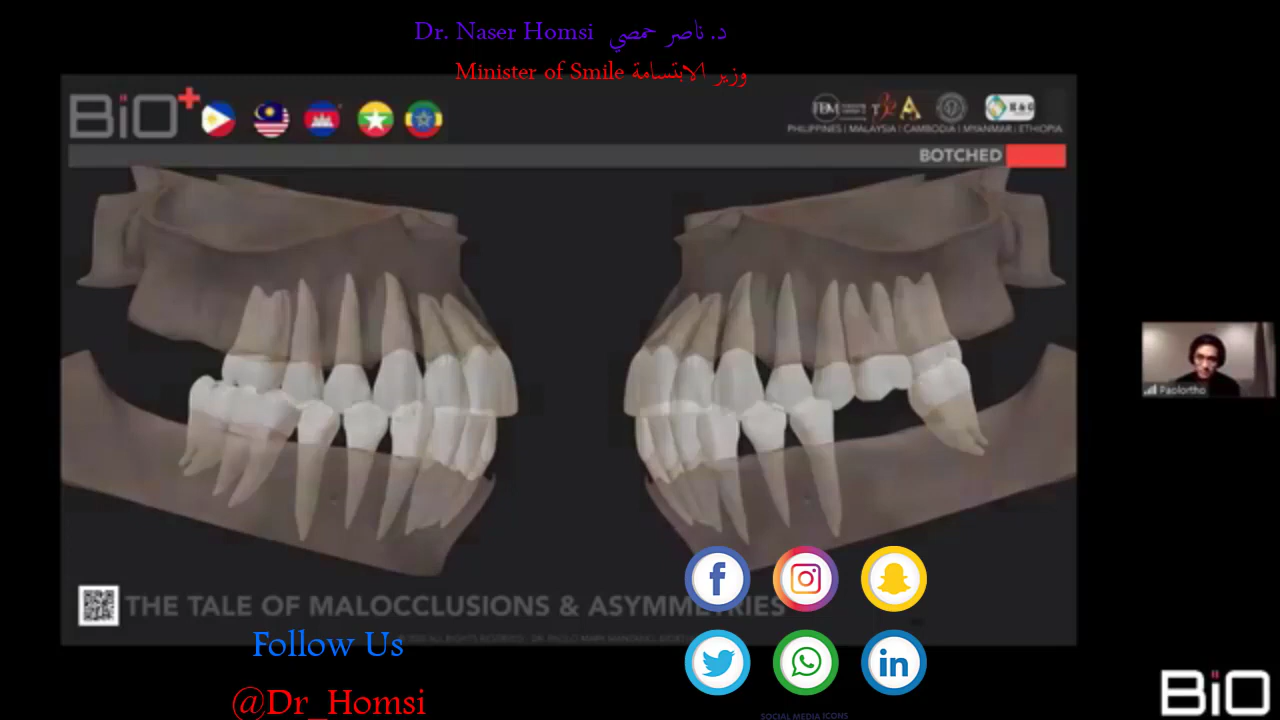 Dr. Naser Homsi د. ناصر حمصي
Minister of Smile وزير الابتسامة
BiO+
PHILIPPINES | MALAYSIA | CAMBODIA | MYANMAR | ETHIOPIA
BOTCHED
Paolortho
THE TALE OF MALOCCLUSIONS & ASYMMETRIES
Follow Us
@Dr_Homsi
SOCIAL MEDIA ICONS
BiO